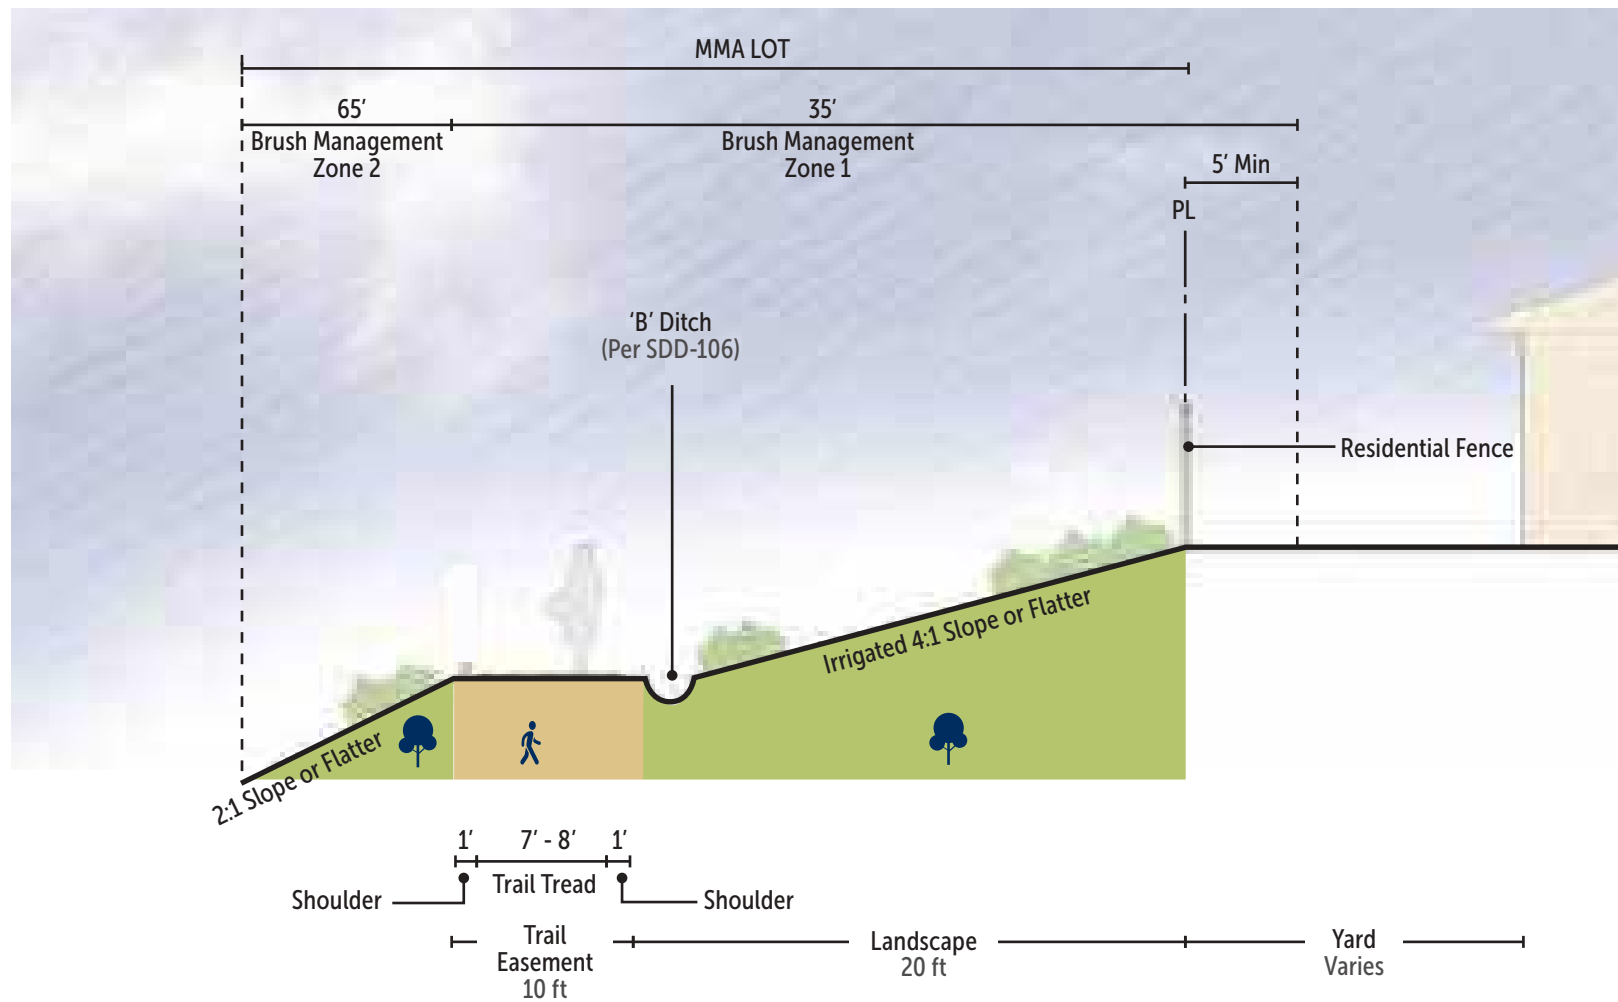 MMA LOT
65'
Brush Management
Zone 2
35'
Brush Management
Zone 1
5' Min
PL
‘B’ Ditch
(Per SDD-106)
Residential Fence
Irrigated 4:1 Slope or Flatter
2:1 Slope or Flatter
1'
7' - 8'
1'
Trail Tread
Shoulder
Shoulder
Trail
Easement
10 ft
Landscape
20 ft
Yard
Varies